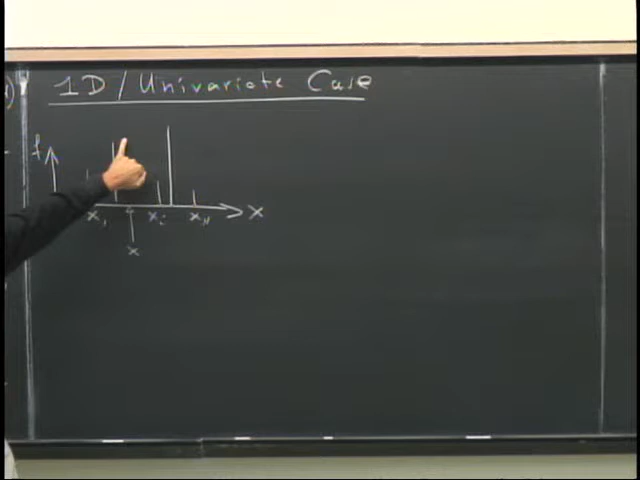 1D / Univariate Case
f
x₁ xᵢ x_N x
x